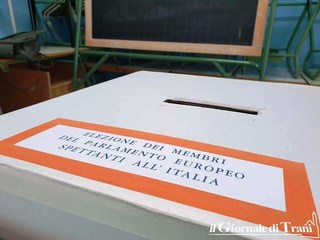 ELEZIONE DEI MEMBRI
DEL PARLAMENTO EUROPEO
SPETTANTI ALL'ITALIA
il Giornale di Trani